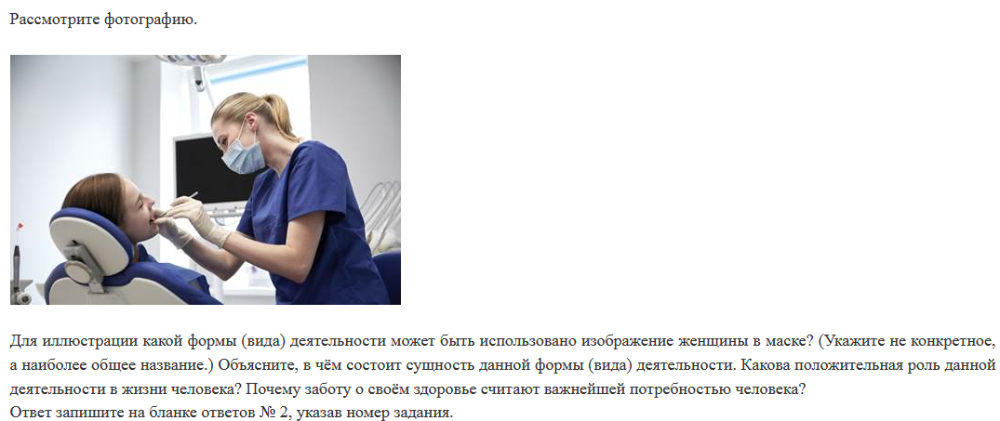 Рассмотрите фотографию.
Для иллюстрации какой формы (вида) деятельности может быть использовано изображение женщины в маске? (Укажите не конкретное,
а наиболее общее название.) Объясните, в чём состоит сущность данной формы (вида) деятельности. Какова положительная роль данной
деятельности в жизни человека? Почему заботу о своём здоровье считают важнейшей потребностью человека?
Ответ запишите на бланке ответов № 2, указав номер задания.